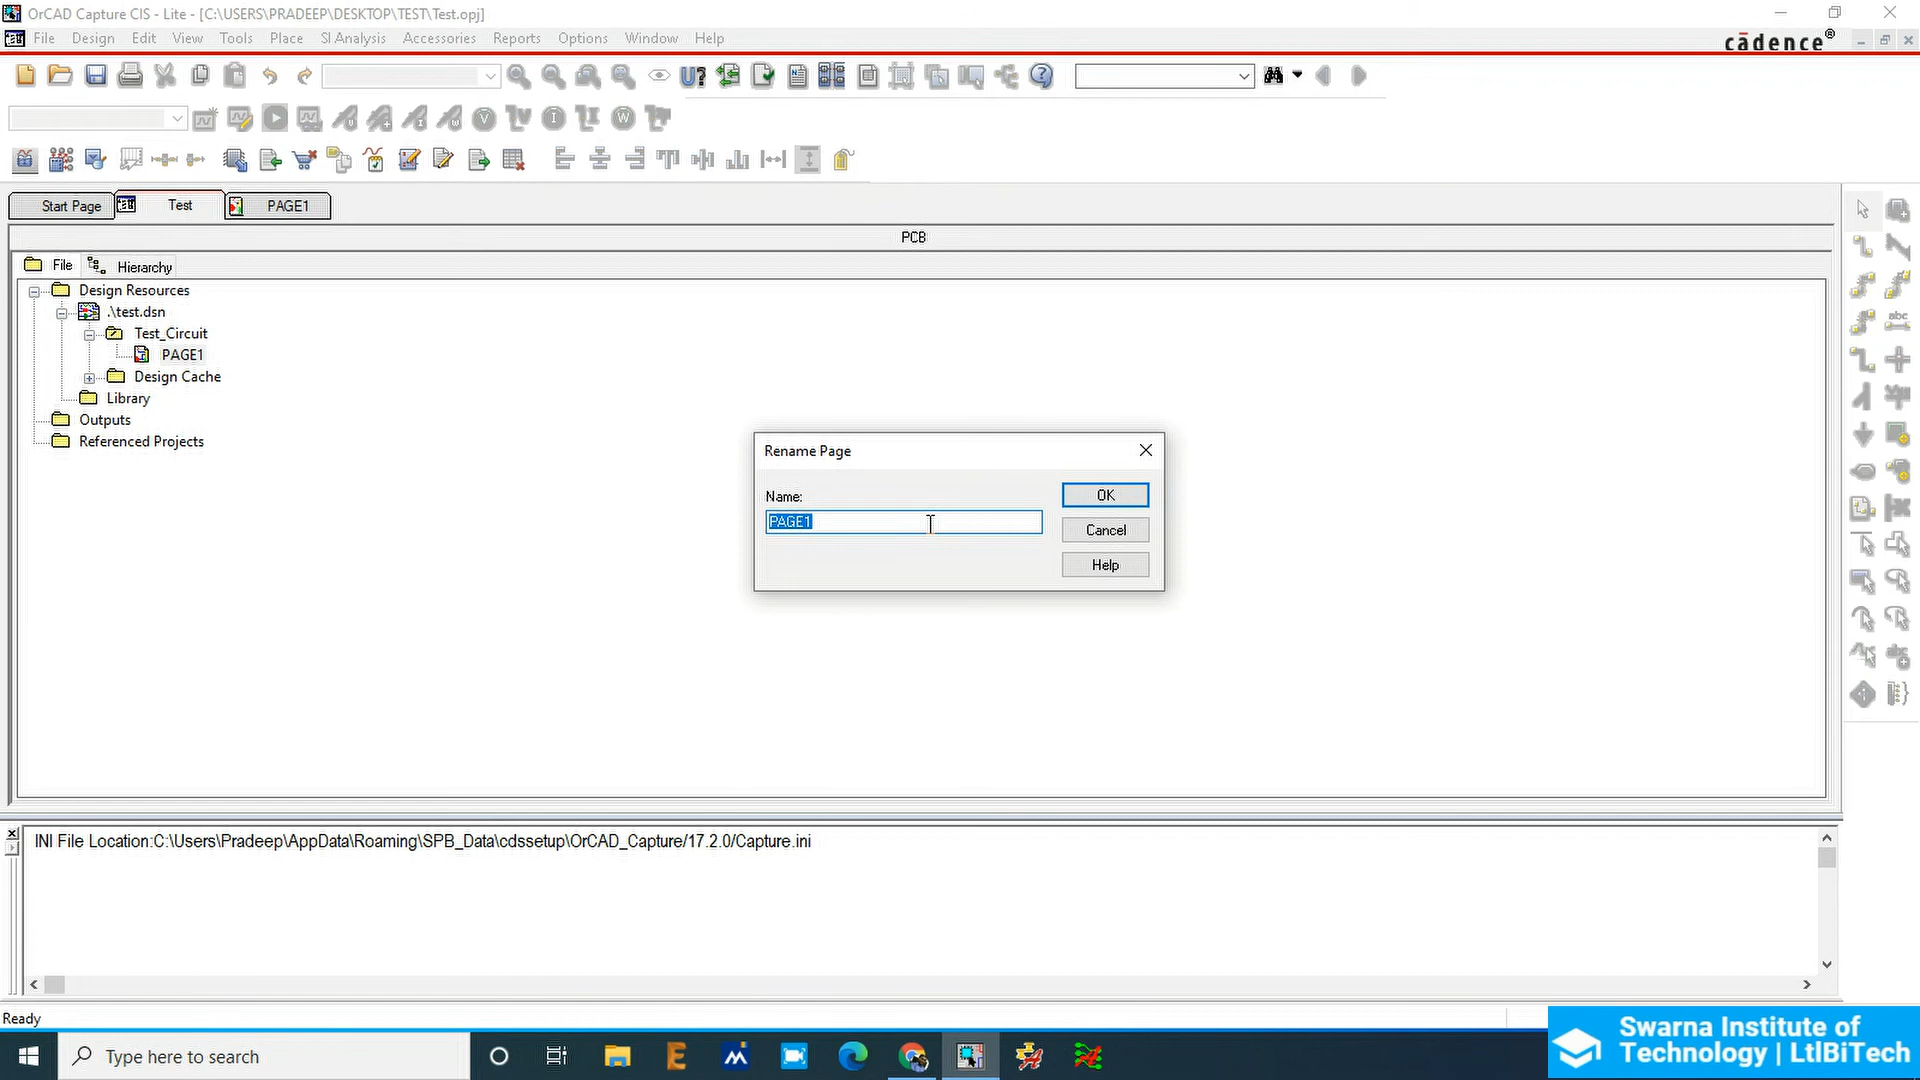 OrCAD Capture CIS - Lite - [C:\USERS\PRADEEP\DESKTOP\TEST\Test.opj]
File Design Edit View Tools Place SI Analysis Accessories Reports Options Window Help
cādence®
Start Page Test PAGE1
PCB
File Hierarchy
Design Resources
.\test.dsn
Test_Circuit
PAGE1
Design Cache
Library
Outputs
Referenced Projects
Rename Page
Name:
PAGE1
OK
Cancel
Help
INI File Location:C:\Users\Pradeep\AppData\Roaming\SPB_Data\cdssetup\OrCAD_Capture/17.2.0/Capture.ini
Ready
Type here to search
Swarna Institute of
Technology | LtlBiTech